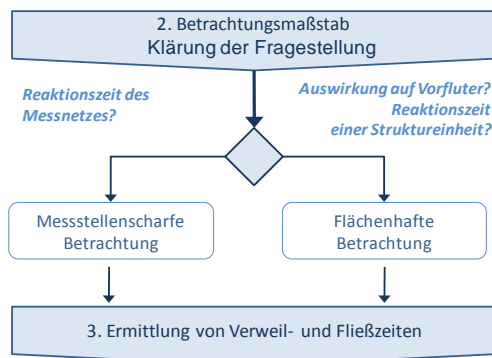 2. Betrachtungsmaßstab
Klärung der Fragestellung
Reaktionszeit des
Messnetzes?
Auswirkung auf Vorfluter?
Reaktionszeit
einer Struktureinheit?
Messstellenscharfe
Betrachtung
Flächenhafte
Betrachtung
3. Ermittlung von Verweil- und Fließzeiten